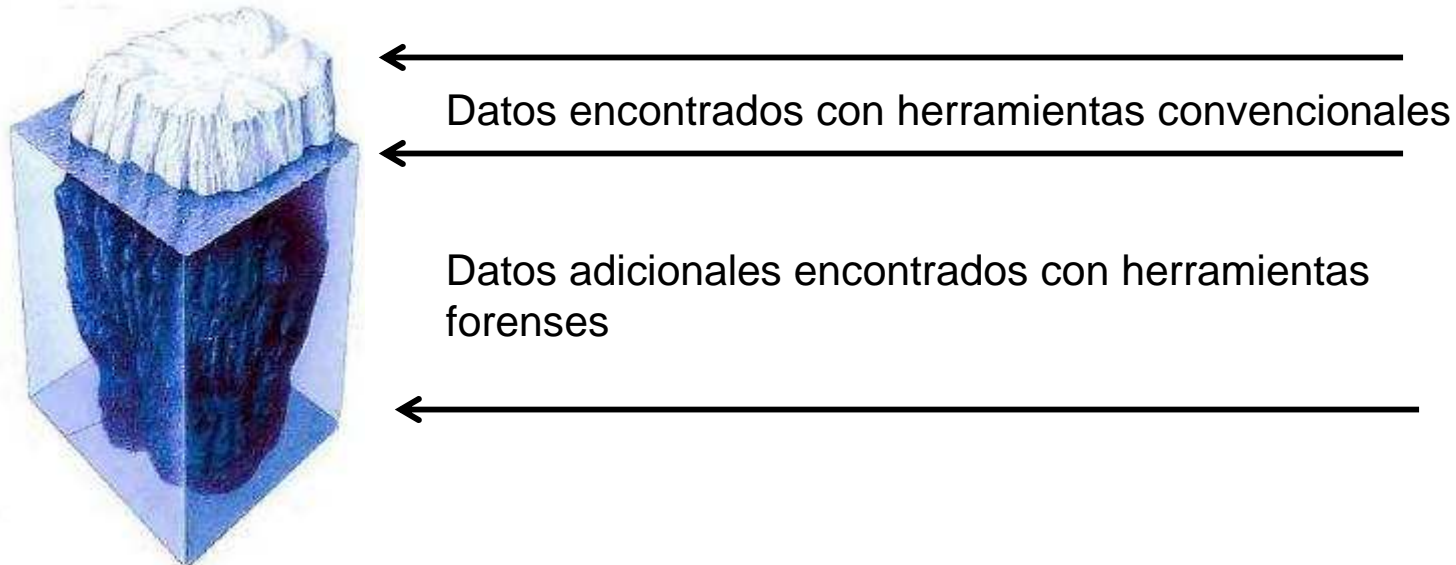 Datos encontrados con herramientas convencionales
Datos adicionales encontrados con herramientas
forenses